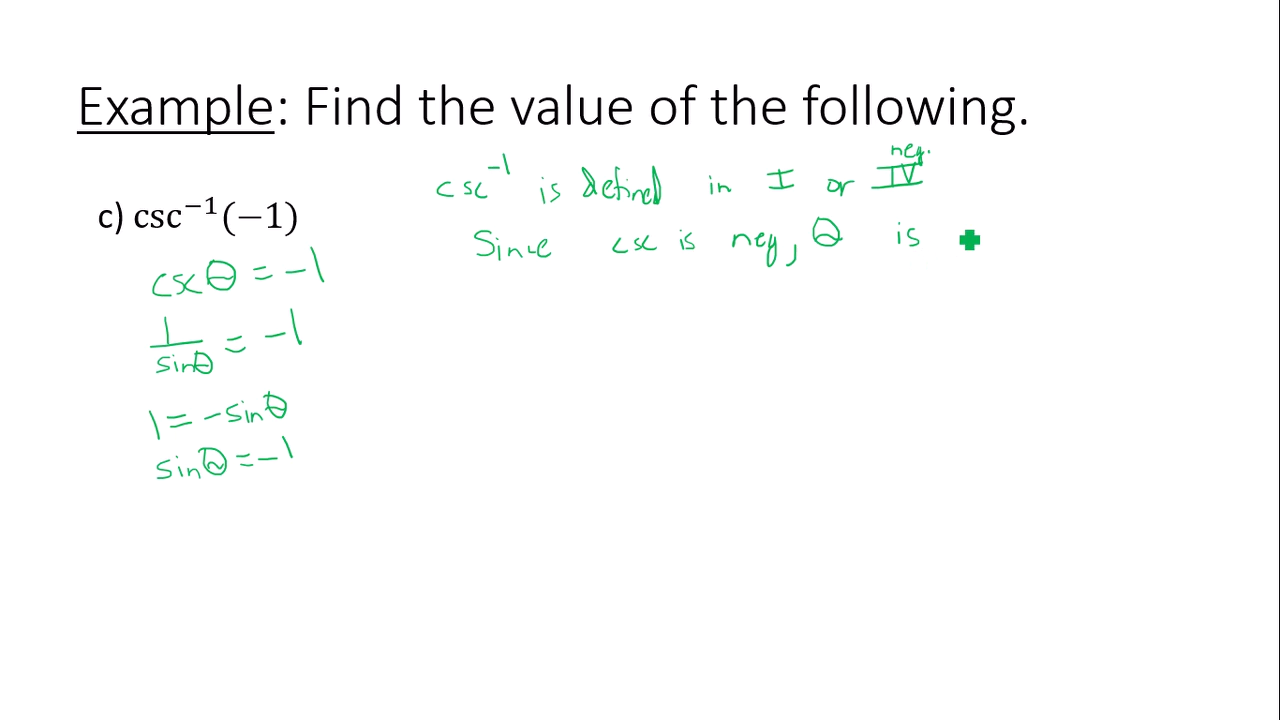 Example: Find the value of the following.
neg.
csc⁻¹ is defined in I or IV
c) csc⁻¹(−1)
Since csc is neg, θ is
cscθ = −1
1/sinθ = −1
1 = −sinθ
sinθ = −1